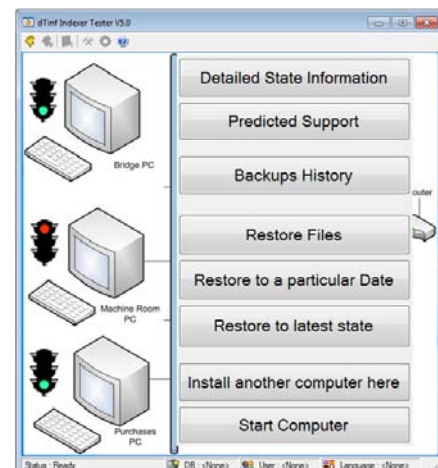 dTinf Indexer Tester V5.0
Detailed State Information
Predicted Support
Bridge PC
Backups History
outer
Restore Files
Restore to a particular Date
Machine Room
PC
Restore to latest state
Install another computer here
Start Computer
Purchases
PC
Status : Ready
DB : <None>
User : <None>
Language : <None>